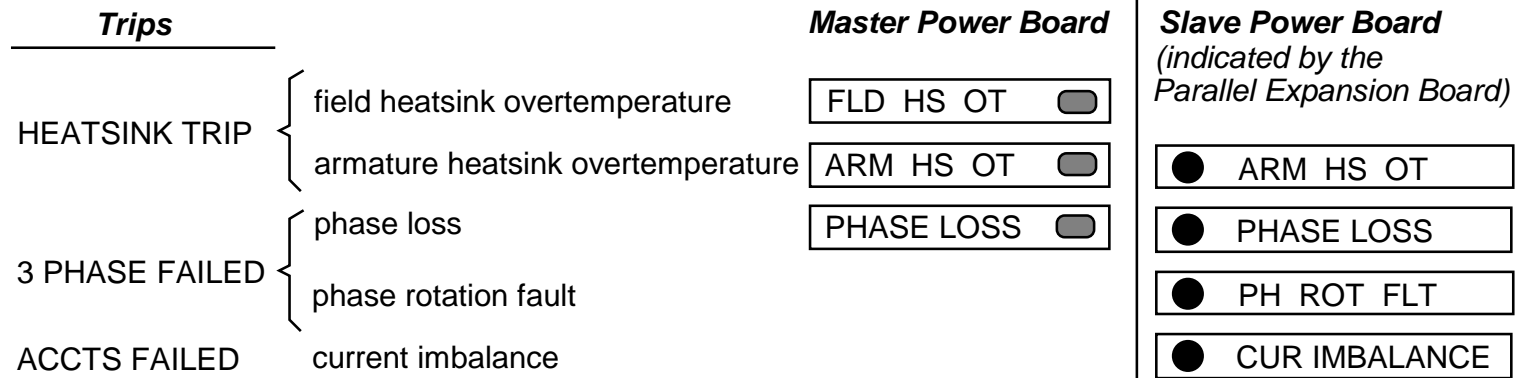 Trips
Master Power Board
Slave Power Board
(indicated by the
Parallel Expansion Board)
HEATSINK TRIP
field heatsink overtemperature
FLD HS OT
armature heatsink overtemperature
ARM HS OT
ARM HS OT
3 PHASE FAILED
phase loss
PHASE LOSS
PHASE LOSS
phase rotation fault
PH ROT FLT
ACCTS FAILED
current imbalance
CUR IMBALANCE